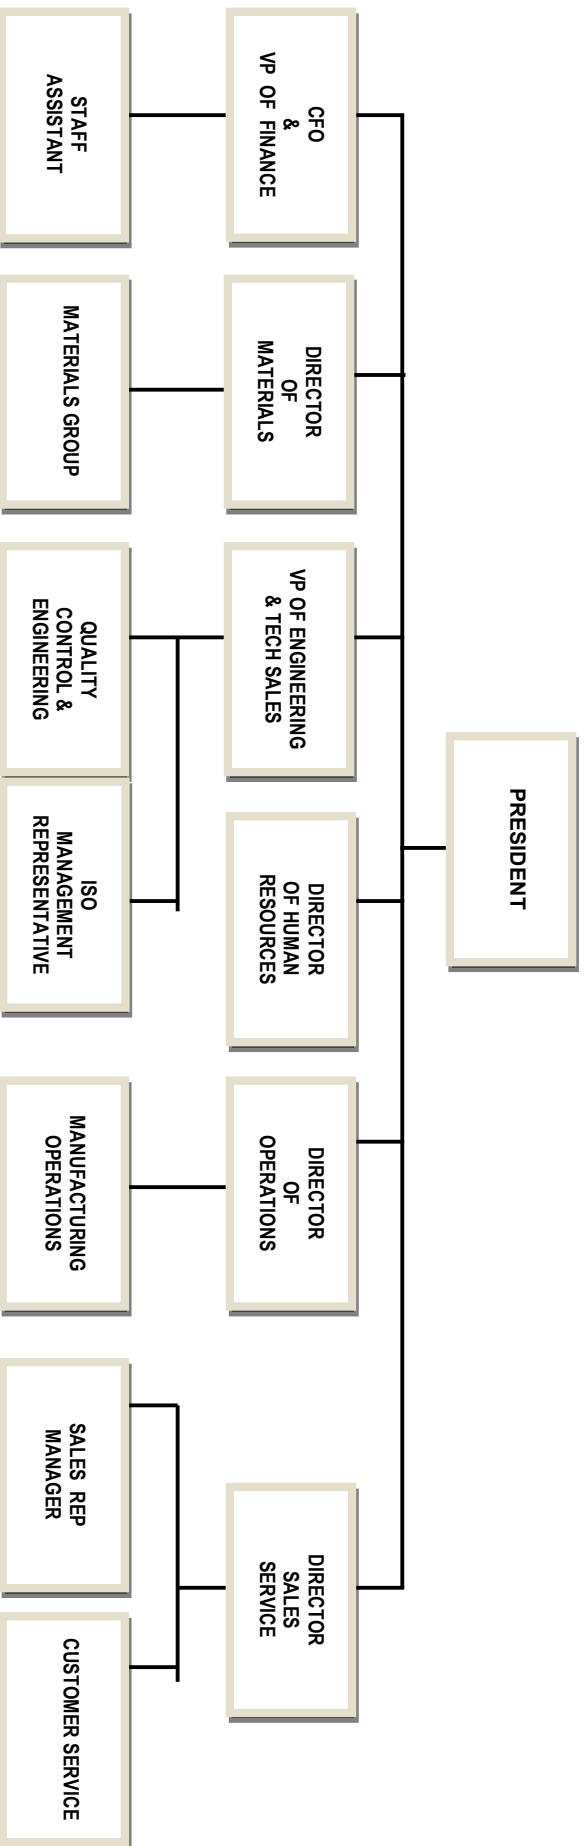 PRESIDENT
CFO
&
VP OF FINANCE
DIRECTOR
OF
MATERIALS
VP OF ENGINEERING
& TECH SALES
DIRECTOR
OF HUMAN
RESOURCES
DIRECTOR
OF
OPERATIONS
DIRECTOR
SALES
SERVICE
STAFF
ASSISTANT
MATERIALS GROUP
QUALITY
CONTROL &
ENGINEERING
ISO
MANAGEMENT
REPRESENTATIVE
MANUFACTURING
OPERATIONS
SALES REP
MANAGER
CUSTOMER SERVICE